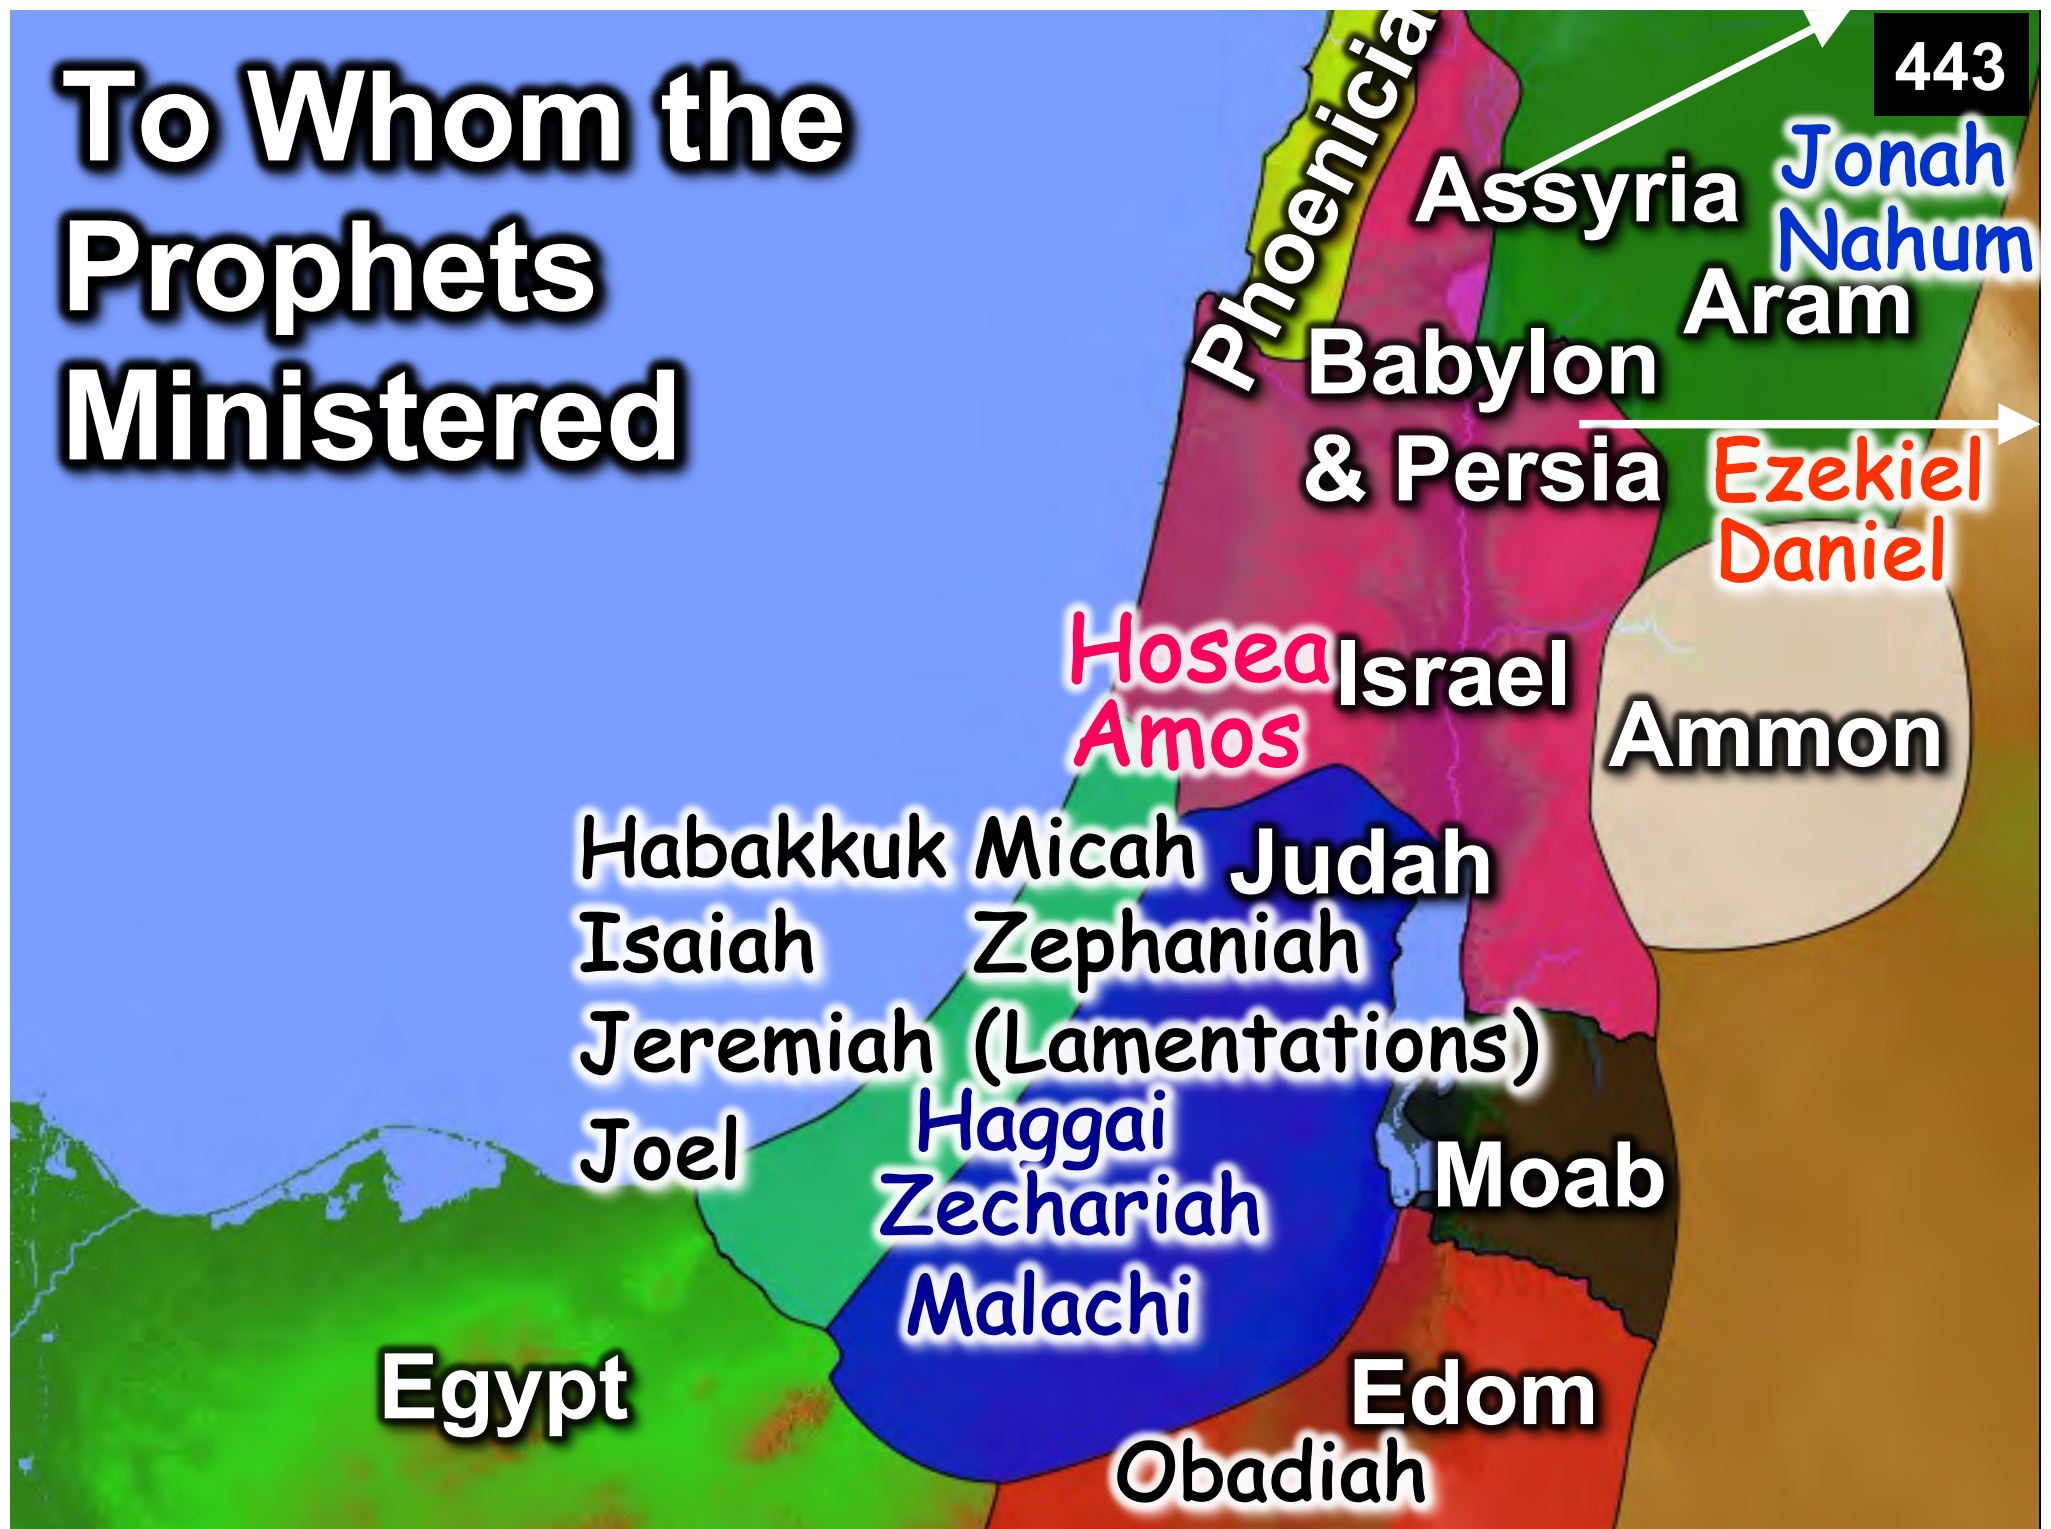 To Whom the
Prophets
Ministered
443
Phoenicia
Assyria
Jonah
Nahum
Aram
Babylon
& Persia
Ezekiel
Daniel
Hosea
Amos
Israel
Ammon
Habakkuk Micah
Judah
Isaiah Zephaniah
Jeremiah (Lamentations)
Joel
Haggai
Zechariah
Malachi
Moab
Egypt
Edom
Obadiah